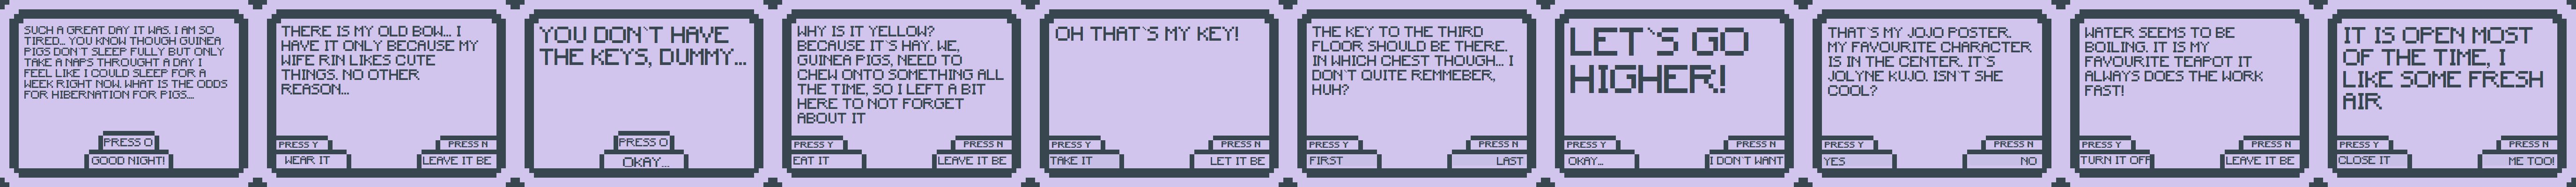 SUCH A GREAT DAY IT WAS. I AM SO
TIRED... YOU KNOW THOUGH GUINEA
PIGS DON`T SLEEP FULLY BUT ONLY
TAKE A NAPS THROUGHT A DAY I
FEEL LIKE I COULD SLEEP FOR A
WEEK RIGHT NOW. WHAT IS THE ODDS
FOR HIBERNATION FOR PIGS...
PRESS O
GOOD NIGHT!
THERE IS MY OLD BOW... I
HAVE IT ONLY BECAUSE MY
WIFE RIN LIKES CUTE
THINGS. NO OTHER
REASON...
PRESS Y
PRESS N
WEAR IT
LEAVE IT BE
YOU DON`T HAVE
THE KEYS, DUMMY...
PRESS O
OKAY...
WHY IS IT YELLOW?
BECAUSE IT`S HAY. WE,
GUINEA PIGS, NEED TO
CHEW ONTO SOMETHING ALL
THE TIME, SO I LEFT A BIT
HERE TO NOT FORGET
ABOUT IT
PRESS Y
PRESS N
EAT IT
LEAVE IT BE
OH THAT`S MY KEY!
PRESS Y
PRESS N
TAKE IT
LET IT BE
THE KEY TO THE THIRD
FLOOR SHOULD BE THERE.
IN WHICH CHEST THOUGH... I
DON`T QUITE REMMEBER,
HUH?
PRESS Y
PRESS N
FIRST
LAST
LET`S GO
HIGHER!
PRESS Y
PRESS N
OKAY...
I DON`T WANT
THAT`S MY JOJO POSTER.
MY FAVOURITE CHARACTER
IS IN THE CENTER. IT`S
JOLYNE KUJO. ISN`T SHE
COOL?
PRESS Y
PRESS N
YES
NO
WATER SEEMS TO BE
BOILING. IT IS MY
FAVOURITE TEAPOT IT
ALWAYS DOES THE WORK
FAST!
PRESS Y
PRESS N
TURN IT OFF
LEAVE IT BE
IT IS OPEN MOST
OF THE TIME, I
LIKE SOME FRESH
AIR
PRESS Y
PRESS N
CLOSE IT
ME TOO!